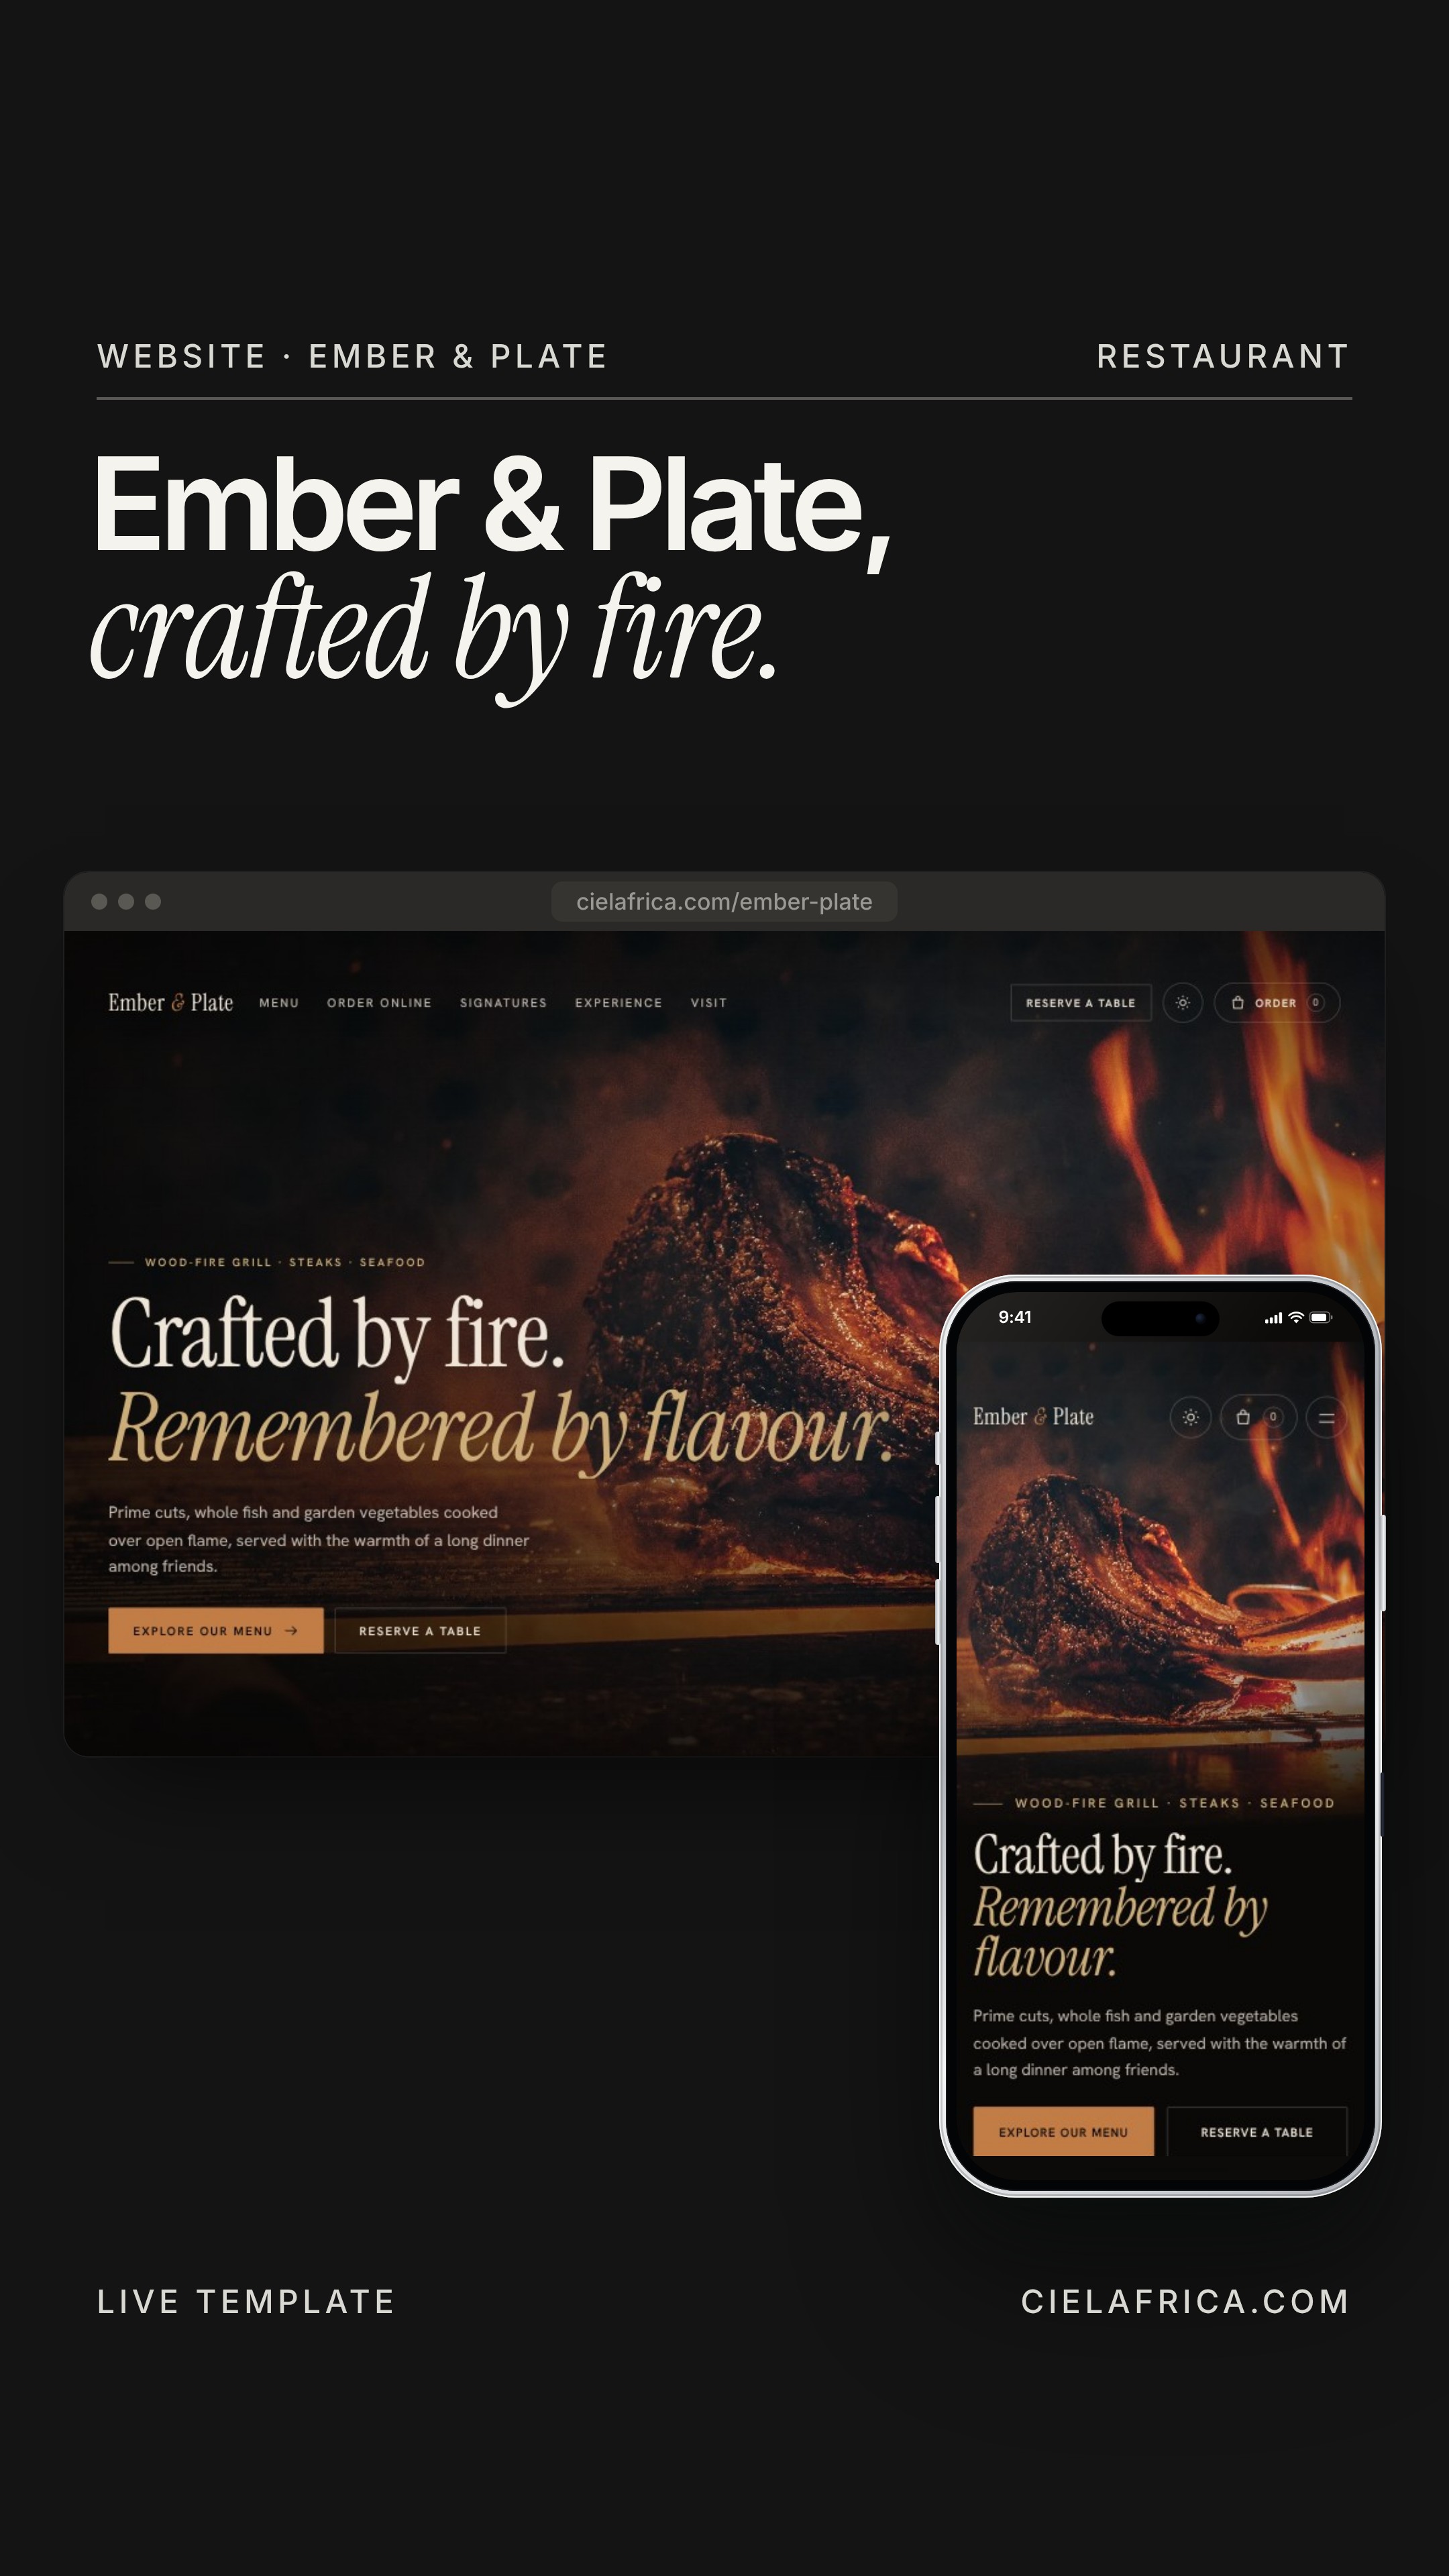 WEBSITE · EMBER & PLATE
RESTAURANT
Ember & Plate,
crafted by fire.
cielafrica.com/ember-plate
Ember & Plate
MENU
ORDER ONLINE
SIGNATURES
EXPERIENCE
VISIT
RESERVE A TABLE
ORDER 0
WOOD-FIRE GRILL · STEAKS · SEAFOOD
Crafted by fire.
Remembered by flavour.
Prime cuts, whole fish and garden vegetables cooked
over open flame, served with the warmth of a long dinner
among friends.
EXPLORE OUR MENU →
RESERVE A TABLE
9:41
Ember & Plate
0
WOOD-FIRE GRILL · STEAKS · SEAFOOD
Crafted by fire.
Remembered by
flavour.
Prime cuts, whole fish and garden vegetables
cooked over open flame, served with the warmth of
a long dinner among friends.
EXPLORE OUR MENU
RESERVE A TABLE
LIVE TEMPLATE
CIELAFRICA.COM